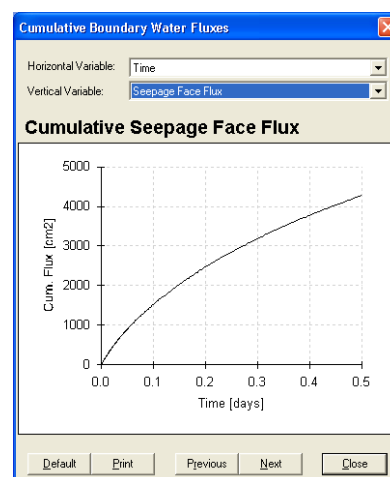 Cumulative Boundary Water Fluxes
Horizontal Variable: Time
Vertical Variable: Seepage Face Flux
Cumulative Seepage Face Flux
5000
4000
3000
2000
1000
0
Cum. Flux [cm2]
0.0 0.1 0.2 0.3 0.4 0.5
Time [days]
Default Print Previous Next Close